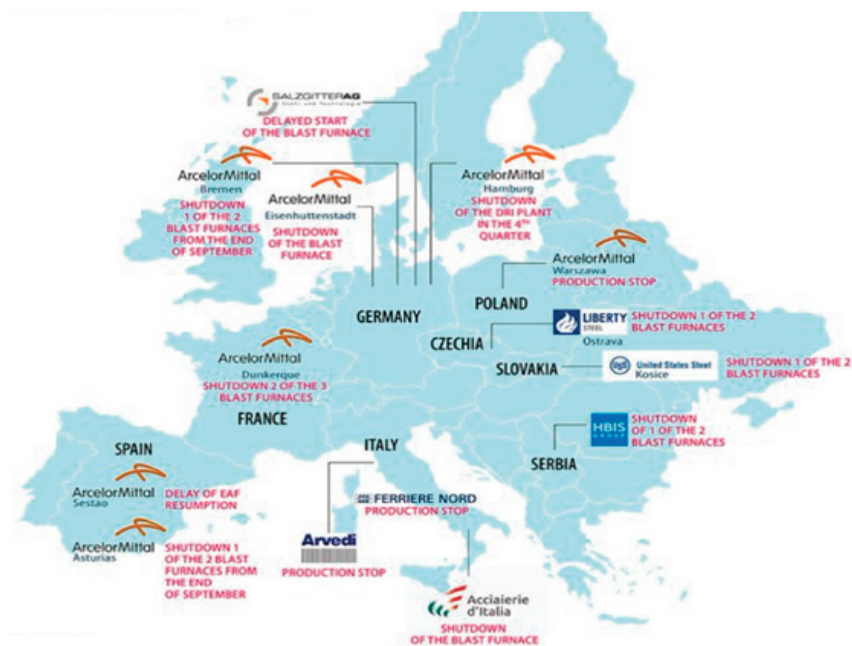 SALZGITTERAG
Stahl und Technologie
DELAYED START
OF THE BLAST FURNACE
ArcelorMittal
Bremen
SHUTDOWN
1 OF THE 2
BLAST FURNACES
FROM THE END
OF SEPTEMBER
ArcelorMittal
Eisenhuttenstadt
SHUTDOWN
OF THE BLAST
FURNACE
ArcelorMittal
Hamburg
SHUTDOWN
OF THE DRI PLANT
IN THE 4TH
QUARTER
ArcelorMittal
Warszawa
PRODUCTION STOP
GERMANY
POLAND
CZECHIA
LIBERTY
STEEL
Ostrava
SHUTDOWN 1 OF THE 2
BLAST FURNACES
SLOVAKIA
USS
United States Steel
Kosice
SHUTDOWN 1 OF THE 2
BLAST FURNACES
ArcelorMittal
Dunkerque
SHUTDOWN 2 OF THE 3
BLAST FURNACES
FRANCE
HBIS
GROUP
SHUTDOWN
OF 1 OF THE 2
BLAST FURNACES
SERBIA
SPAIN
ArcelorMittal
Sestao
DELAY OF EAF
RESUMPTION
ArcelorMittal
Asturias
SHUTDOWN 1
OF THE 2 BLAST
FURNACES FROM
THE END
OF SEPTEMBER
ITALY
FERRIERE NORD
PRODUCTION STOP
Arvedi
PRODUCTION STOP
Acciaierie
d'Italia
SHUTDOWN
OF THE BLAST FURNACE